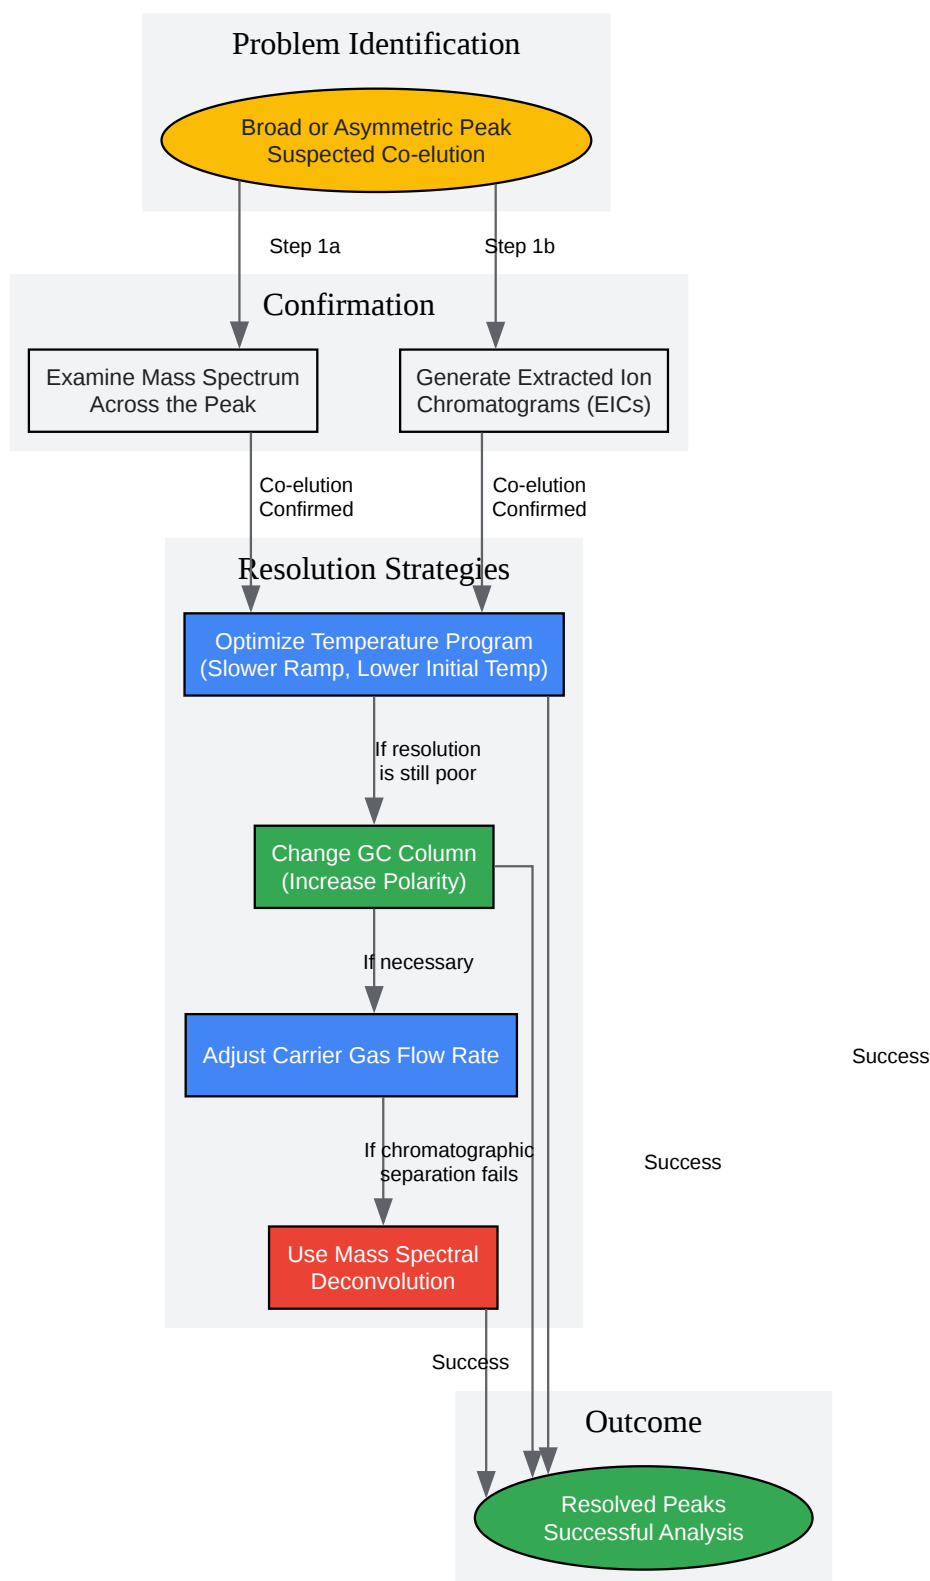 Problem Identification
Broad or Asymmetric Peak
Suspected Co-elution
Step 1a
Step 1b
Confirmation
Examine Mass Spectrum
Across the Peak
Generate Extracted Ion
Chromatograms (EICs)
Co-elution
Confirmed
Co-elution
Confirmed
Resolution Strategies
Optimize Temperature Program
(Slower Ramp, Lower Initial Temp)
If resolution
is still poor
Change GC Column
(Increase Polarity)
If necessary
Adjust Carrier Gas Flow Rate
Success
If chromatographic
separation fails
Success
Use Mass Spectral
Deconvolution
Success
Outcome
Resolved Peaks
Successful Analysis